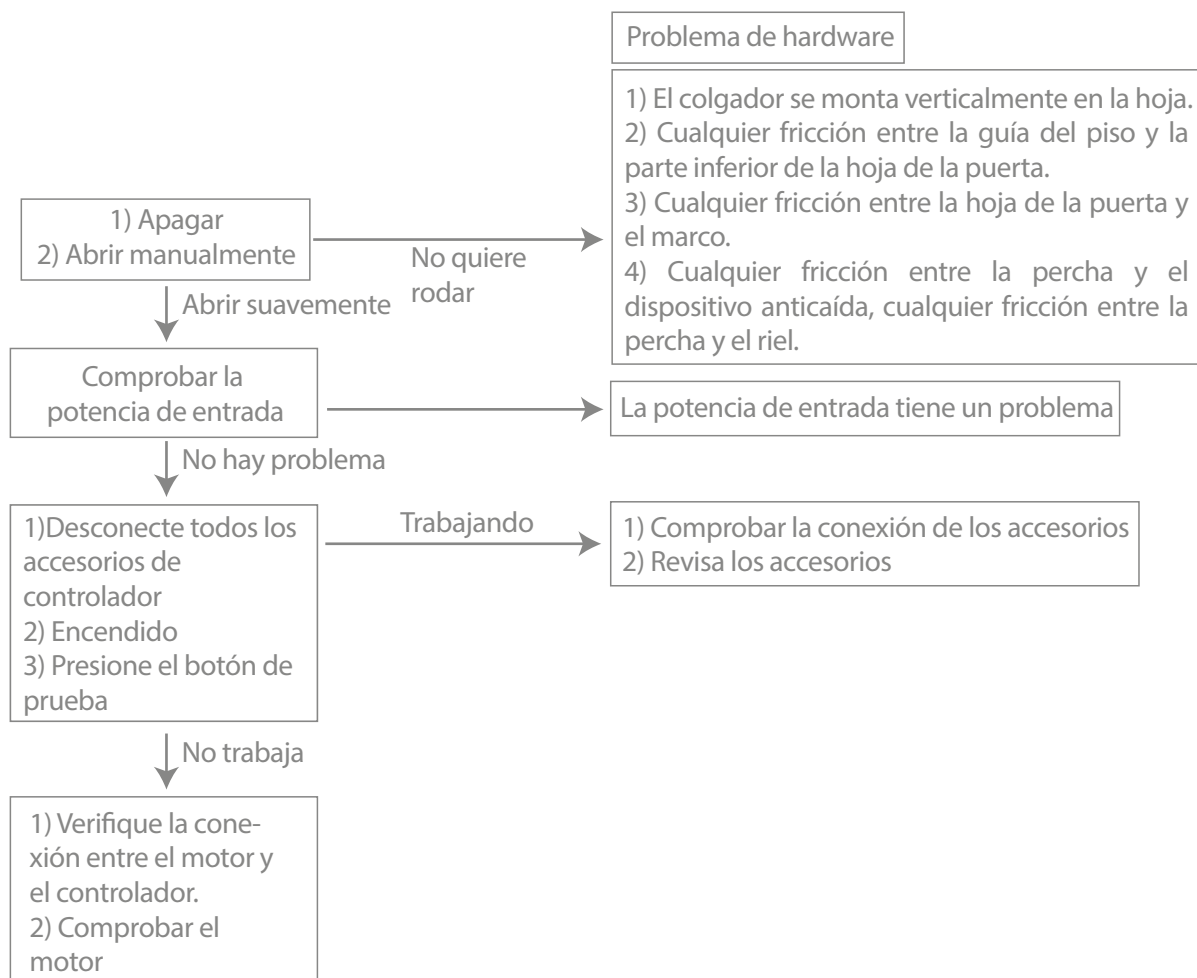 Problema de hardware
1) El colgador se monta verticalmente en la hoja.
2) Cualquier fricción entre la guía del piso y la
parte inferior de la hoja de la puerta.
3) Cualquier fricción entre la hoja de la puerta y
el marco.
4) Cualquier fricción entre la percha y el
dispositivo anticaída, cualquier fricción entre la
percha y el riel.
1) Apagar
2) Abrir manualmente
No quiere
rodar
Abrir suavemente
Comprobar la
potencia de entrada
La potencia de entrada tiene un problema
No hay problema
1)Desconecte todos los
accesorios de
controlador
2) Encendido
3) Presione el botón de
prueba
Trabajando
1) Comprobar la conexión de los accesorios
2) Revisa los accesorios
No trabaja
1) Verifique la cone-
xión entre el motor y
el controlador.
2) Comprobar el
motor